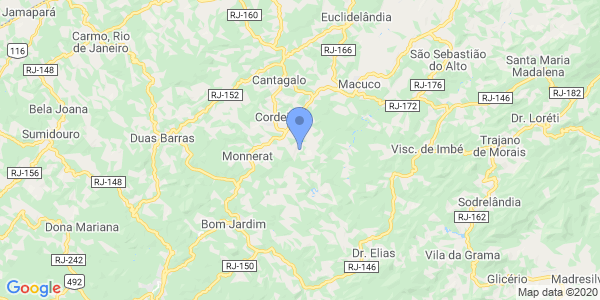 Jamapará
RJ-160
Euclidelândia
Carmo, Rio
de Janeiro
RJ-166
116
São Sebastião
do Alto
Santa Maria
Madalena
RJ-148
Cantagalo
Macuco
RJ-176
RJ-152
RJ-146
RJ-182
Bela Joana
RJ-172
Corde
Dr. Loréti
Sumidouro
Duas Barras
Visc. de Imbé
Trajano
de Morais
Monnerat
RJ-156
RJ-148
Sodrelândia
Bom Jardim
RJ-162
Dona Mariana
Dr. Elias
Vila da Grama
RJ-242
RJ-150
RJ-146
492
Glicério
Madresilv
Google
Map data ©2020